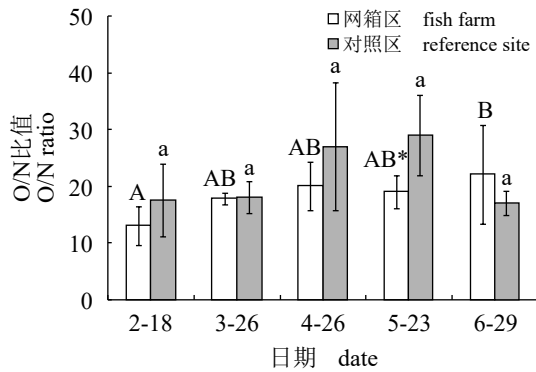 50
40
30
20
10
0
O/N比值
O/N ratio
网箱区 fish farm
对照区 reference site
A
a
AB
a
AB
a
AB*
a
B
a
2-18
3-26
4-26
5-23
6-29
日期 date